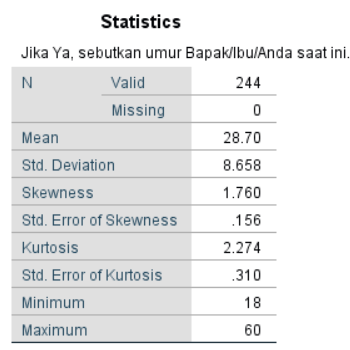 Statistics
Jika Ya, sebutkan umur Bapak/Ibu/Anda saat ini.
N Valid 244
Missing 0
Mean 28.70
Std. Deviation 8.658
Skewness 1.760
Std. Error of Skewness .156
Kurtosis 2.274
Std. Error of Kurtosis .310
Minimum 18
Maximum 60